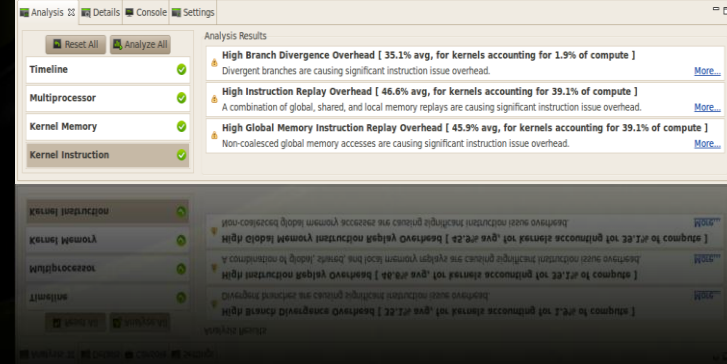 Analysis Details Console Settings
Reset All Analyze All
Timeline
Multiprocessor
Kernel Memory
Kernel Instruction
Analysis Results
High Branch Divergence Overhead [ 35.1% avg, for kernels accounting for 1.9% of compute ]
Divergent branches are causing significant instruction issue overhead. More...
High Instruction Replay Overhead [ 46.6% avg, for kernels accounting for 39.1% of compute ]
A combination of global, shared, and local memory replays are causing significant instruction issue overhead. More...
High Global Memory Instruction Replay Overhead [ 45.9% avg, for kernels accounting for 39.1% of compute ]
Non-coalesced global memory accesses are causing significant instruction issue overhead. More...